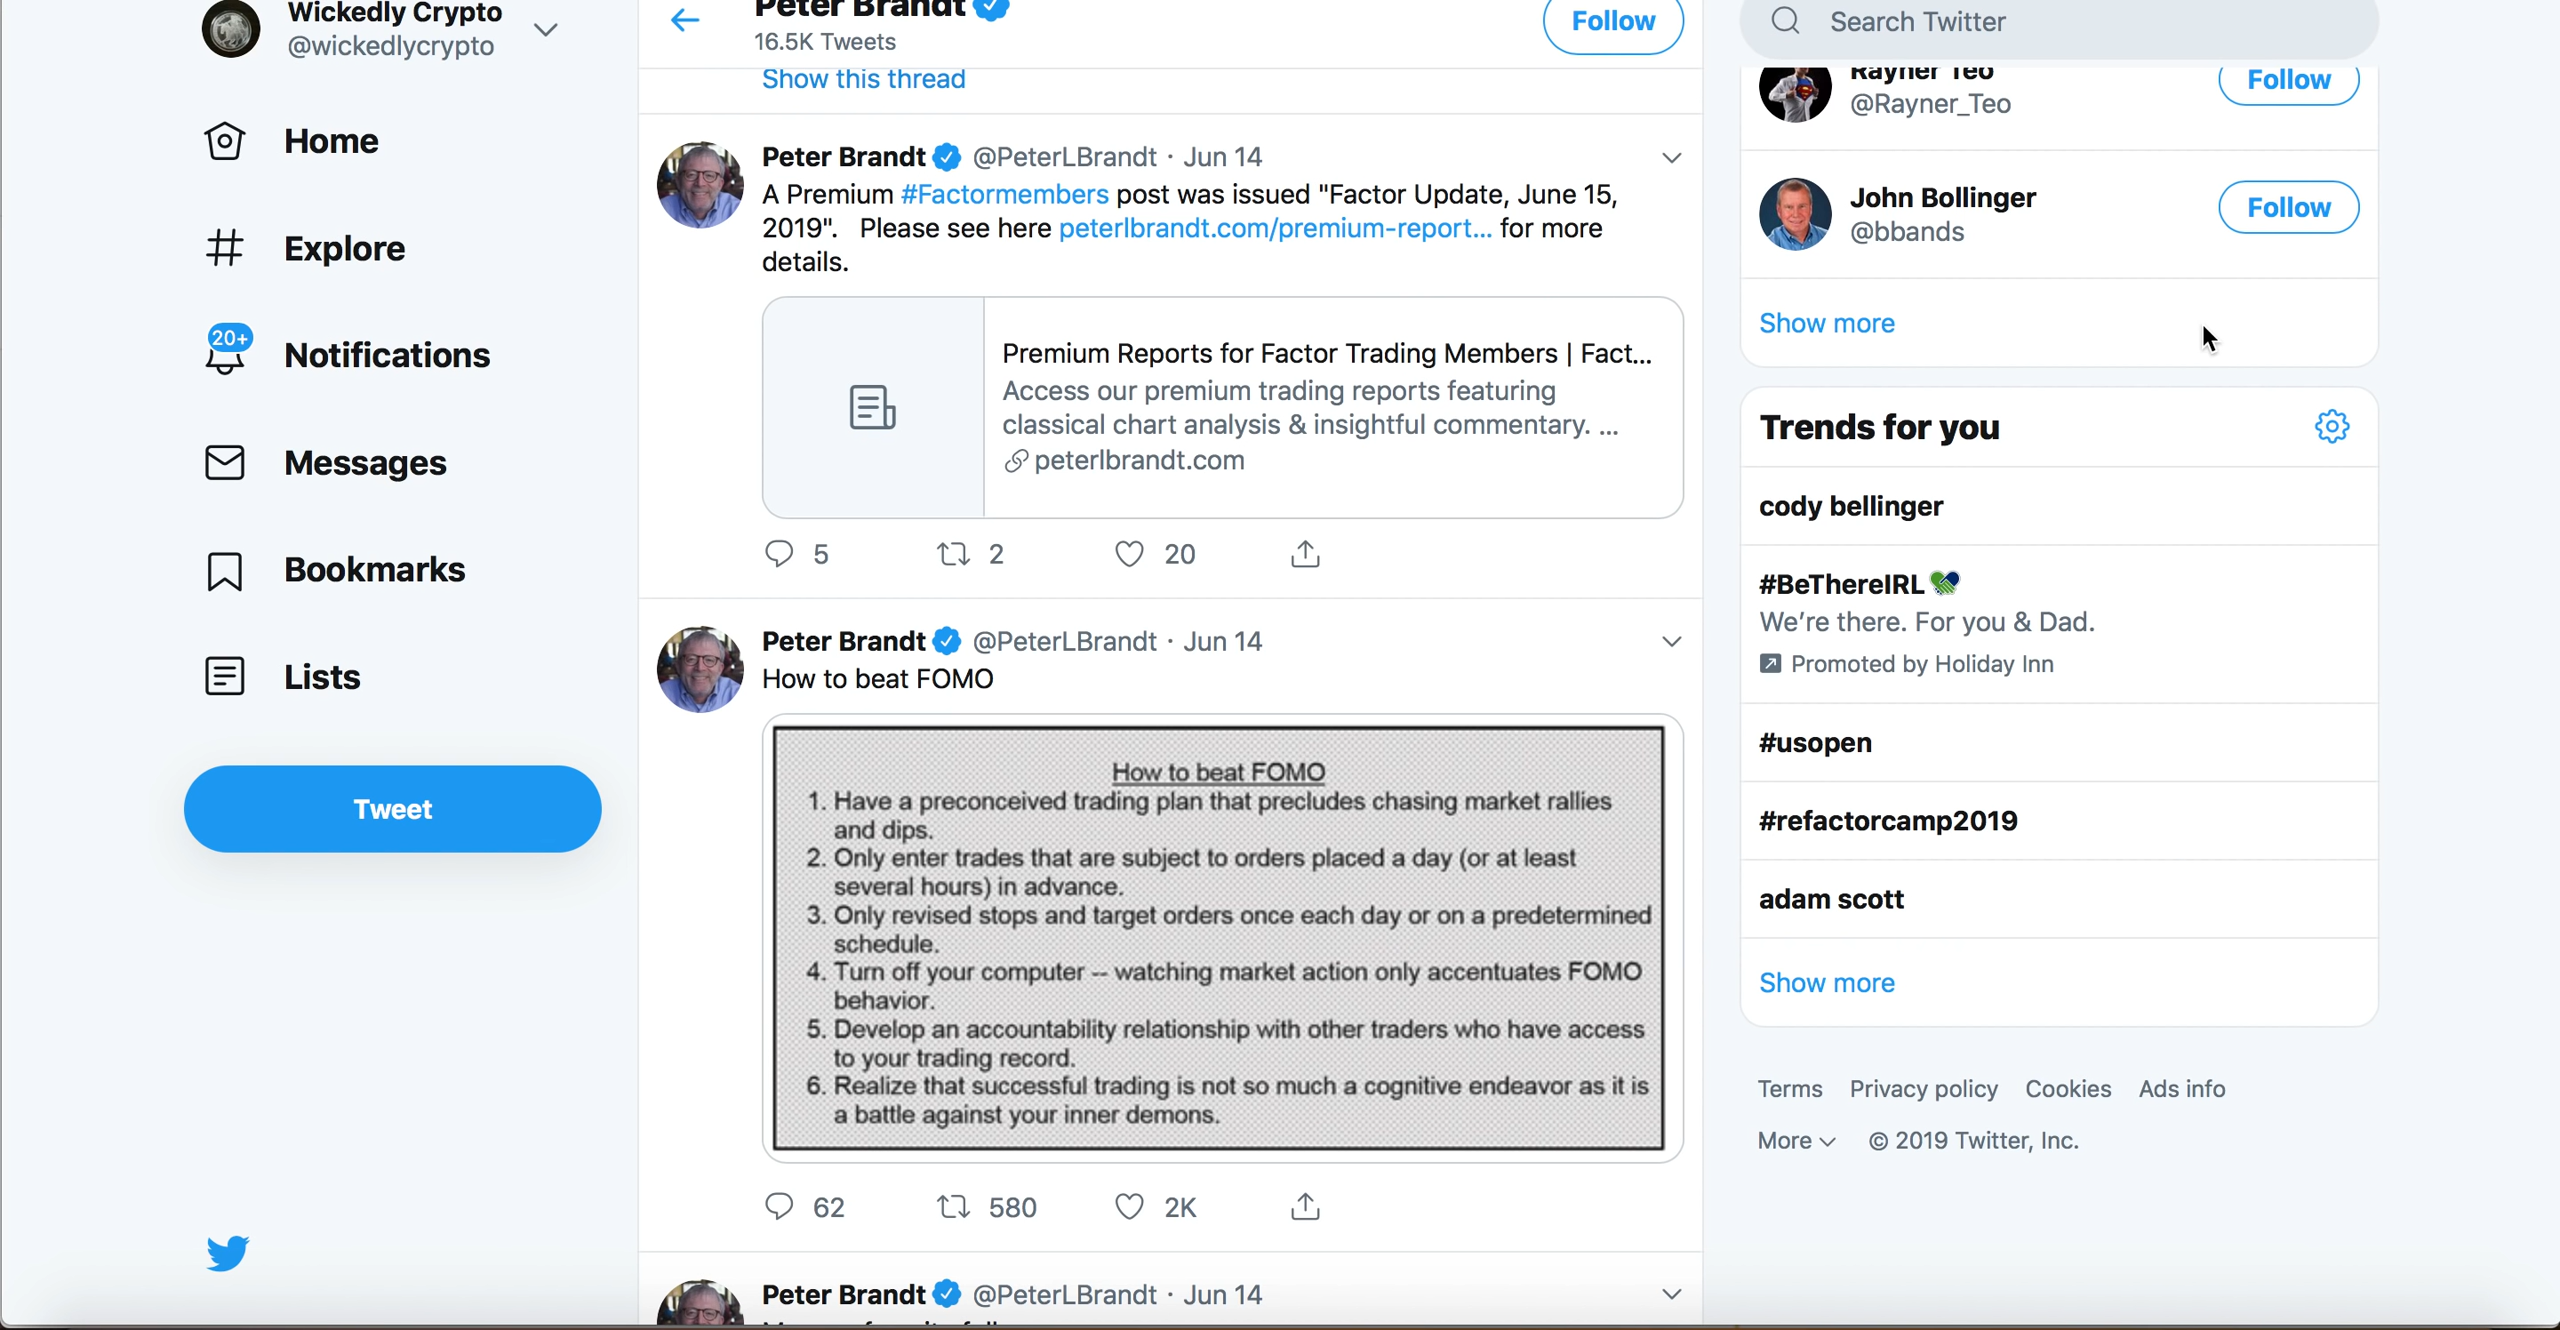 Wickedly Crypto
@wickedlycrypto
Home
Explore
20+
Notifications
Messages
Bookmarks
Lists
Tweet
Peter Brandt
16.5K Tweets
Follow
Show this thread
Peter Brandt @PeterLBrandt · Jun 14
A Premium #Factormembers post was issued "Factor Update, June 15,
2019".   Please see here peterlbrandt.com/premium-report... for more
details.
Premium Reports for Factor Trading Members | Fact...
Access our premium trading reports featuring
classical chart analysis & insightful commentary. ...
peterlbrandt.com
5 2 20
Peter Brandt @PeterLBrandt · Jun 14
How to beat FOMO
How to beat FOMO
1. Have a preconceived trading plan that precludes chasing market rallies
and dips.
2. Only enter trades that are subject to orders placed a day (or at least
several hours) in advance.
3. Only revised stops and target orders once each day or on a predetermined
schedule.
4. Turn off your computer -- watching market action only accentuates FOMO
behavior.
5. Develop an accountability relationship with other traders who have access
to your trading record.
6. Realize that successful trading is not so much a cognitive endeavor as it is
a battle against your inner demons.
62 580 2K
Peter Brandt @PeterLBrandt · Jun 14
Search Twitter
Rayner Teo
@Rayner_Teo
Follow
John Bollinger
@bbands
Follow
Show more
Trends for you
cody bellinger
#BeThereIRL
We're there. For you & Dad.
Promoted by Holiday Inn
#usopen
#refactorcamp2019
adam scott
Show more
Terms Privacy policy Cookies Ads info
More © 2019 Twitter, Inc.